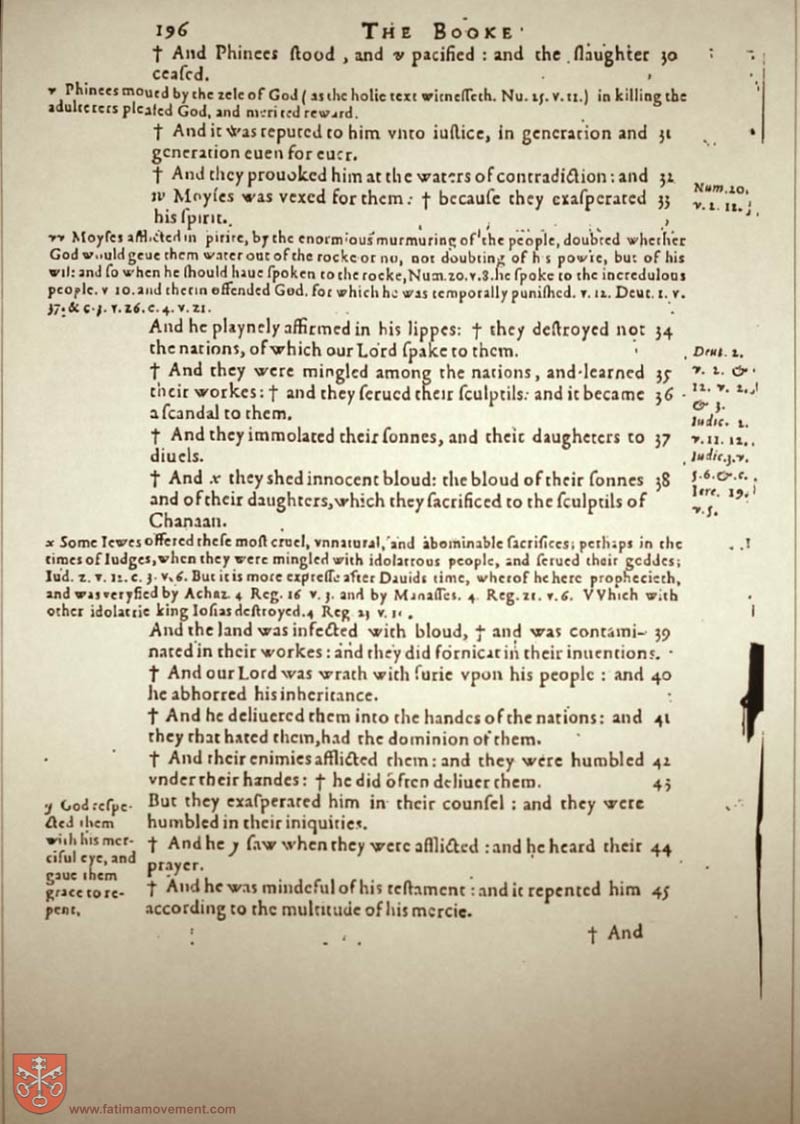 196 THE BOOKE
† And Phinees ſtood, and v pacified: and the ſlaughter 30
ceaſed.
v Phinees moued by the zele of God (as the holie text witneſſeth. Nu. 25. v. 11.) in killing the
adulterers pleaſed God, and merited reward.
† And it was reputed to him vnto iuſtice, in generation and 31
generation euen for euer.
† And they prouoked him at the waters of contradiction: and 32
w Moyſes was vexed for them: † becauſe they exaſperated 33
his ſpirit.
Num. 20.
v. 2. 12.
vv Moyſes afflicted in pirite, by the enormious murmuring of the people, doubted whether
God would geue them water out of the rocke or no, not doubting of his powre, but of his
wil: and ſo when he ſhould haue ſpoken to the rocke, Num. 20. v. 8. he ſpoke to the incredulous
people. v 10. and therin offended God. for which he was temporally puniſhed. v. 12. Deut. 1. v.
37. & c. 3. v. 26. c. 4. v. 21.
And he playnely affirmed in his lippes: † they deſtroyed not 34
the nations, of which our Lord ſpake to them.
† And they were mingled among the nations, and learned 35
their workes: † and they ſerued their ſculptils: and it became 36
a ſcandal to them.
† And they immolated their ſonnes, and their daugheters to 37
diuels.
† And x they shed innocent bloud: the bloud of their ſonnes 38
and of their daughters, which they ſacrificed to the ſculptils of
Chanaan.
Deut. 2.
v. 2. &
12. v. 2.
& 3.
Iudic. 2.
v. 11. 12.
Iudic. 3. v.
5. 6. &. c.
Iere. 19.
v. 5.
x Some Iewes offered theſe moſt cruel, vnnatural, and abominable ſacrifices; perhaps in the
times of Iudges, when they were mingled with idolatrous people, and ſerued their goddes;
Iud. 2. v. 12. c. 3. v. 6. But it is more expreſſe after Dauids time, wherof he here prophecieth,
and was veryfied by Achaz. 4 Reg. 16 v. 3. and by Manaſſes. 4. Reg. 21. v. 6. VVhich with
other idolatrie king Ioſias deſtroyed. 4 Reg 23 v.
And the land was infected with bloud, † and was contami- 39
nated in their workes: and they did fornicat in their inuentions.
† And our Lord was wrath with furie vpon his people: and 40
he abhorred his inheritance.
† And he deliuered them into the handes of the nations: and 41
they that hated them, had the dominion of them.
† And their enimies afflicted them: and they were humbled 42
vnder their handes: † he did often deliuer them. 43
But they exaſperated him in their counſel: and they were
humbled in their iniquities.
† And he y ſaw when they were afflicted: and he heard their 44
prayer.
† And he was mindeful of his teſtament: and it repented him 45
according to the multitude of his mercie.
y God reſpe-
cted them
with his mer-
ciful eye, and
gaue them
grace to re-
pent.
† And
www.fatimamovement.com